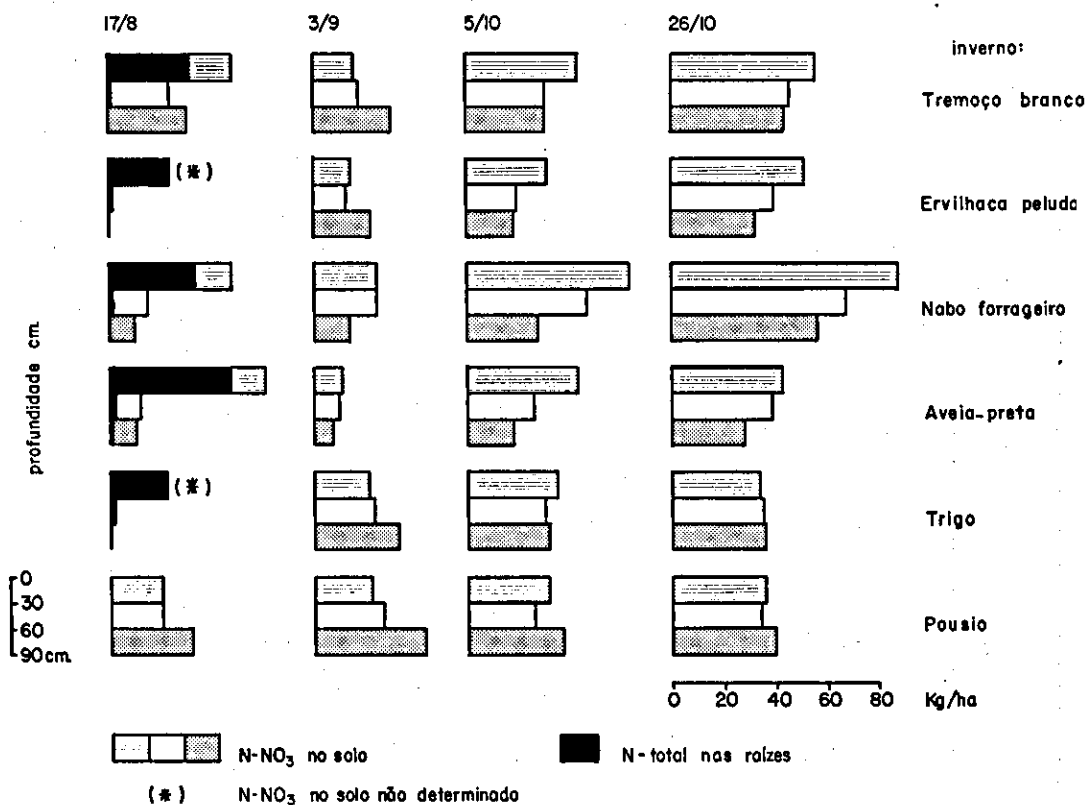 17/8 3/9 5/10 26/10
inverno:
Tremoço branco
(*)
Ervilhaca peluda
Nabo forrageiro
profundidade cm.
Aveia-preta
(*)
Trigo
0
30
60
90cm.
Pousio
0 20 40 60 80 Kg/ha
N-NO3 no solo N-total nas raízes
(*) N-NO3 no solo não determinado